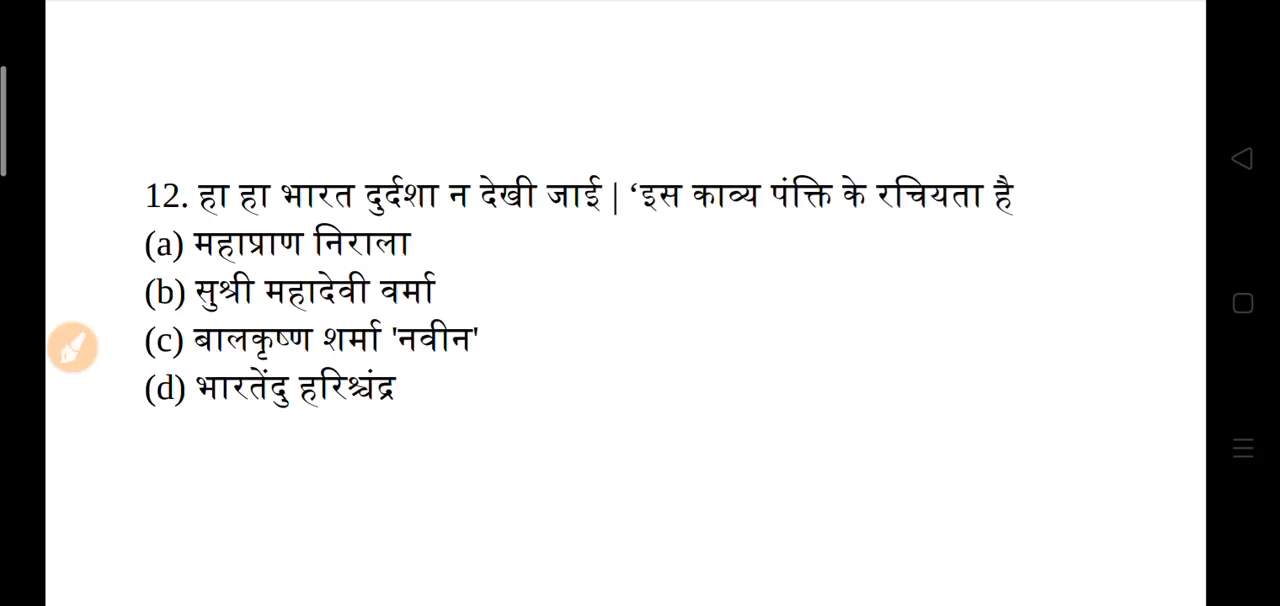 12. हा हा भारत दुर्दशा न देखी जाई | ‘इस काव्य पंक्ति के रचियता है
(a) महाप्राण निराला
(b) सुश्री महादेवी वर्मा
(c) बालकृष्ण शर्मा 'नवीन'
(d) भारतेंदु हरिश्चंद्र